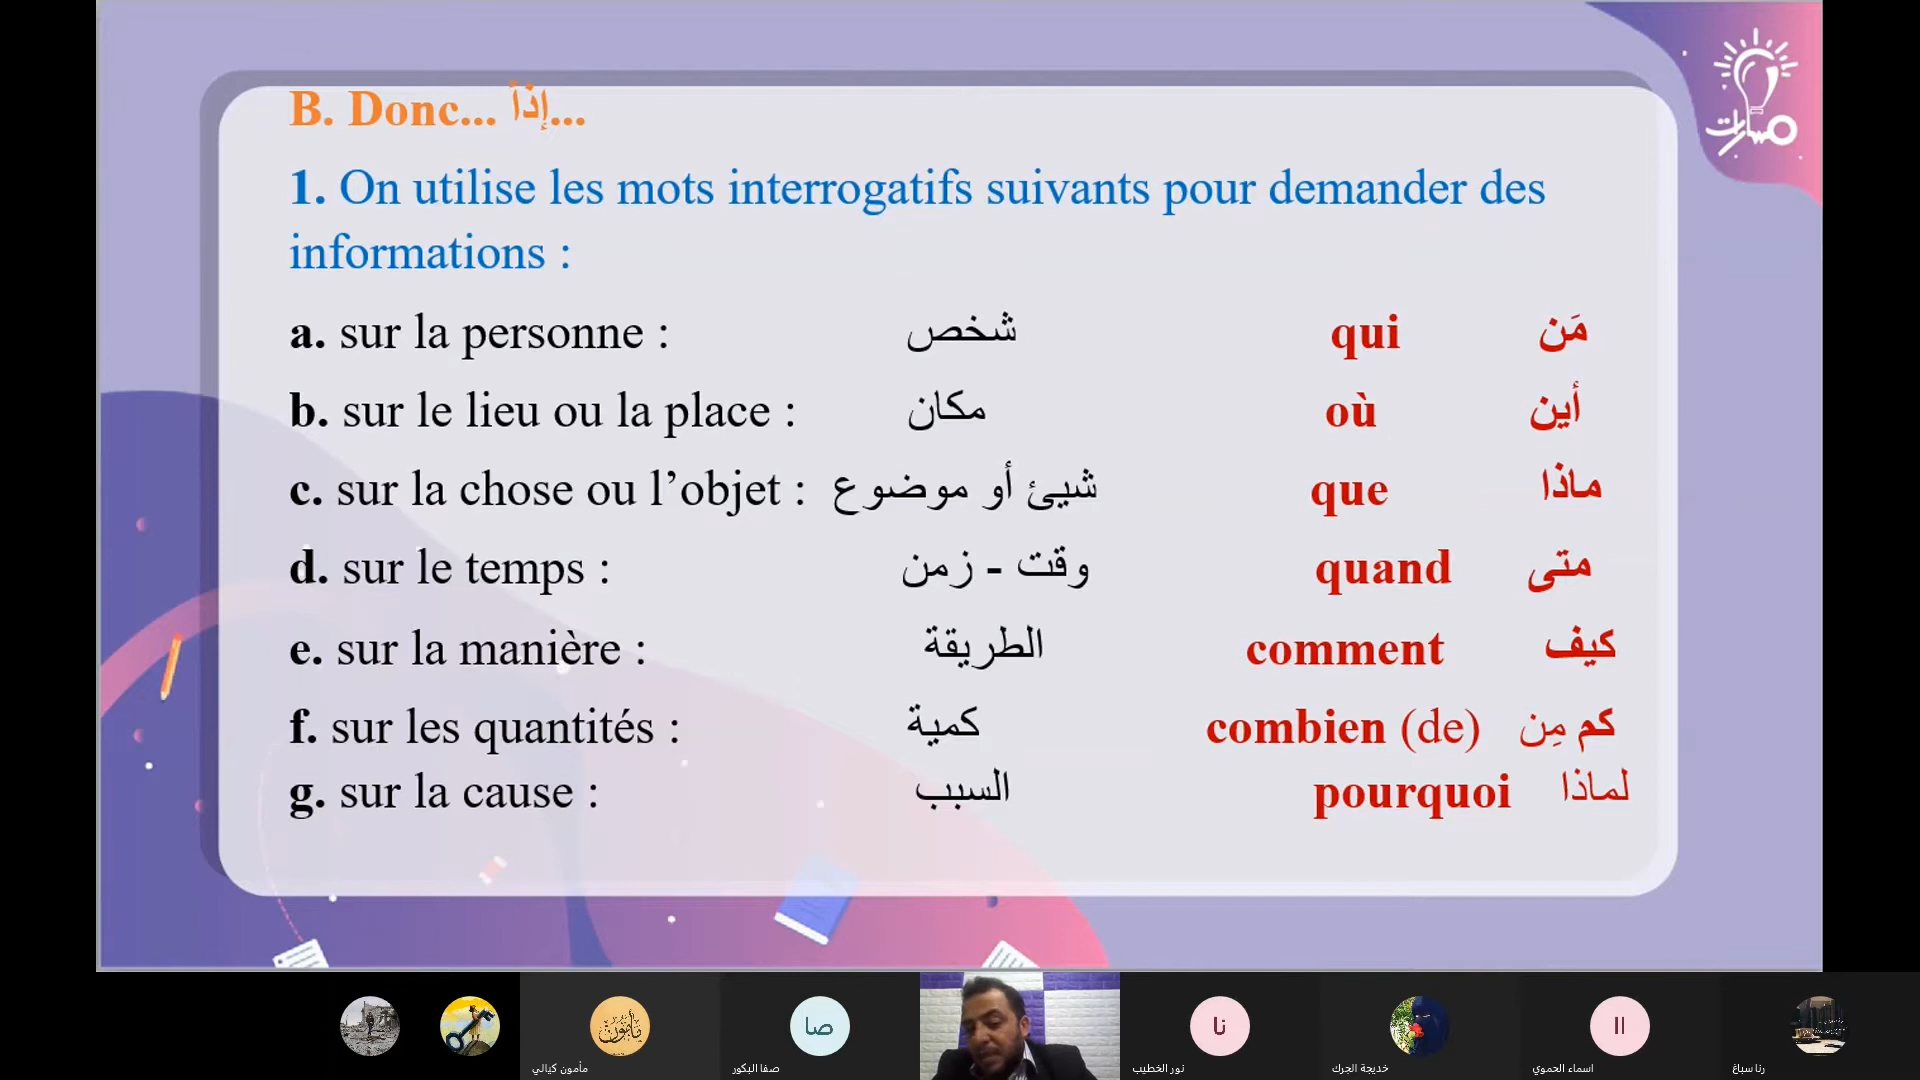 B. Donc... إذاً...
مسارات
1. On utilise les mots interrogatifs suivants pour demander des
informations :
a. sur la personne : شخص qui مَن
b. sur le lieu ou la place : مكان où أين
c. sur la chose ou l’objet : شيئ أو موضوع que ماذا
d. sur le temps : وقت - زمن quand متى
e. sur la manière : الطريقة comment كيف
f. sur les quantités : كمية combien (de) كم مِن
g. sur la cause : السبب pourquoi لماذا
مأمون
صا
نا
اا
مأمون كيالي
صفا البكور
نور الخطيب
خديجة الجرك
اسماء الحموي
رنا سباغ